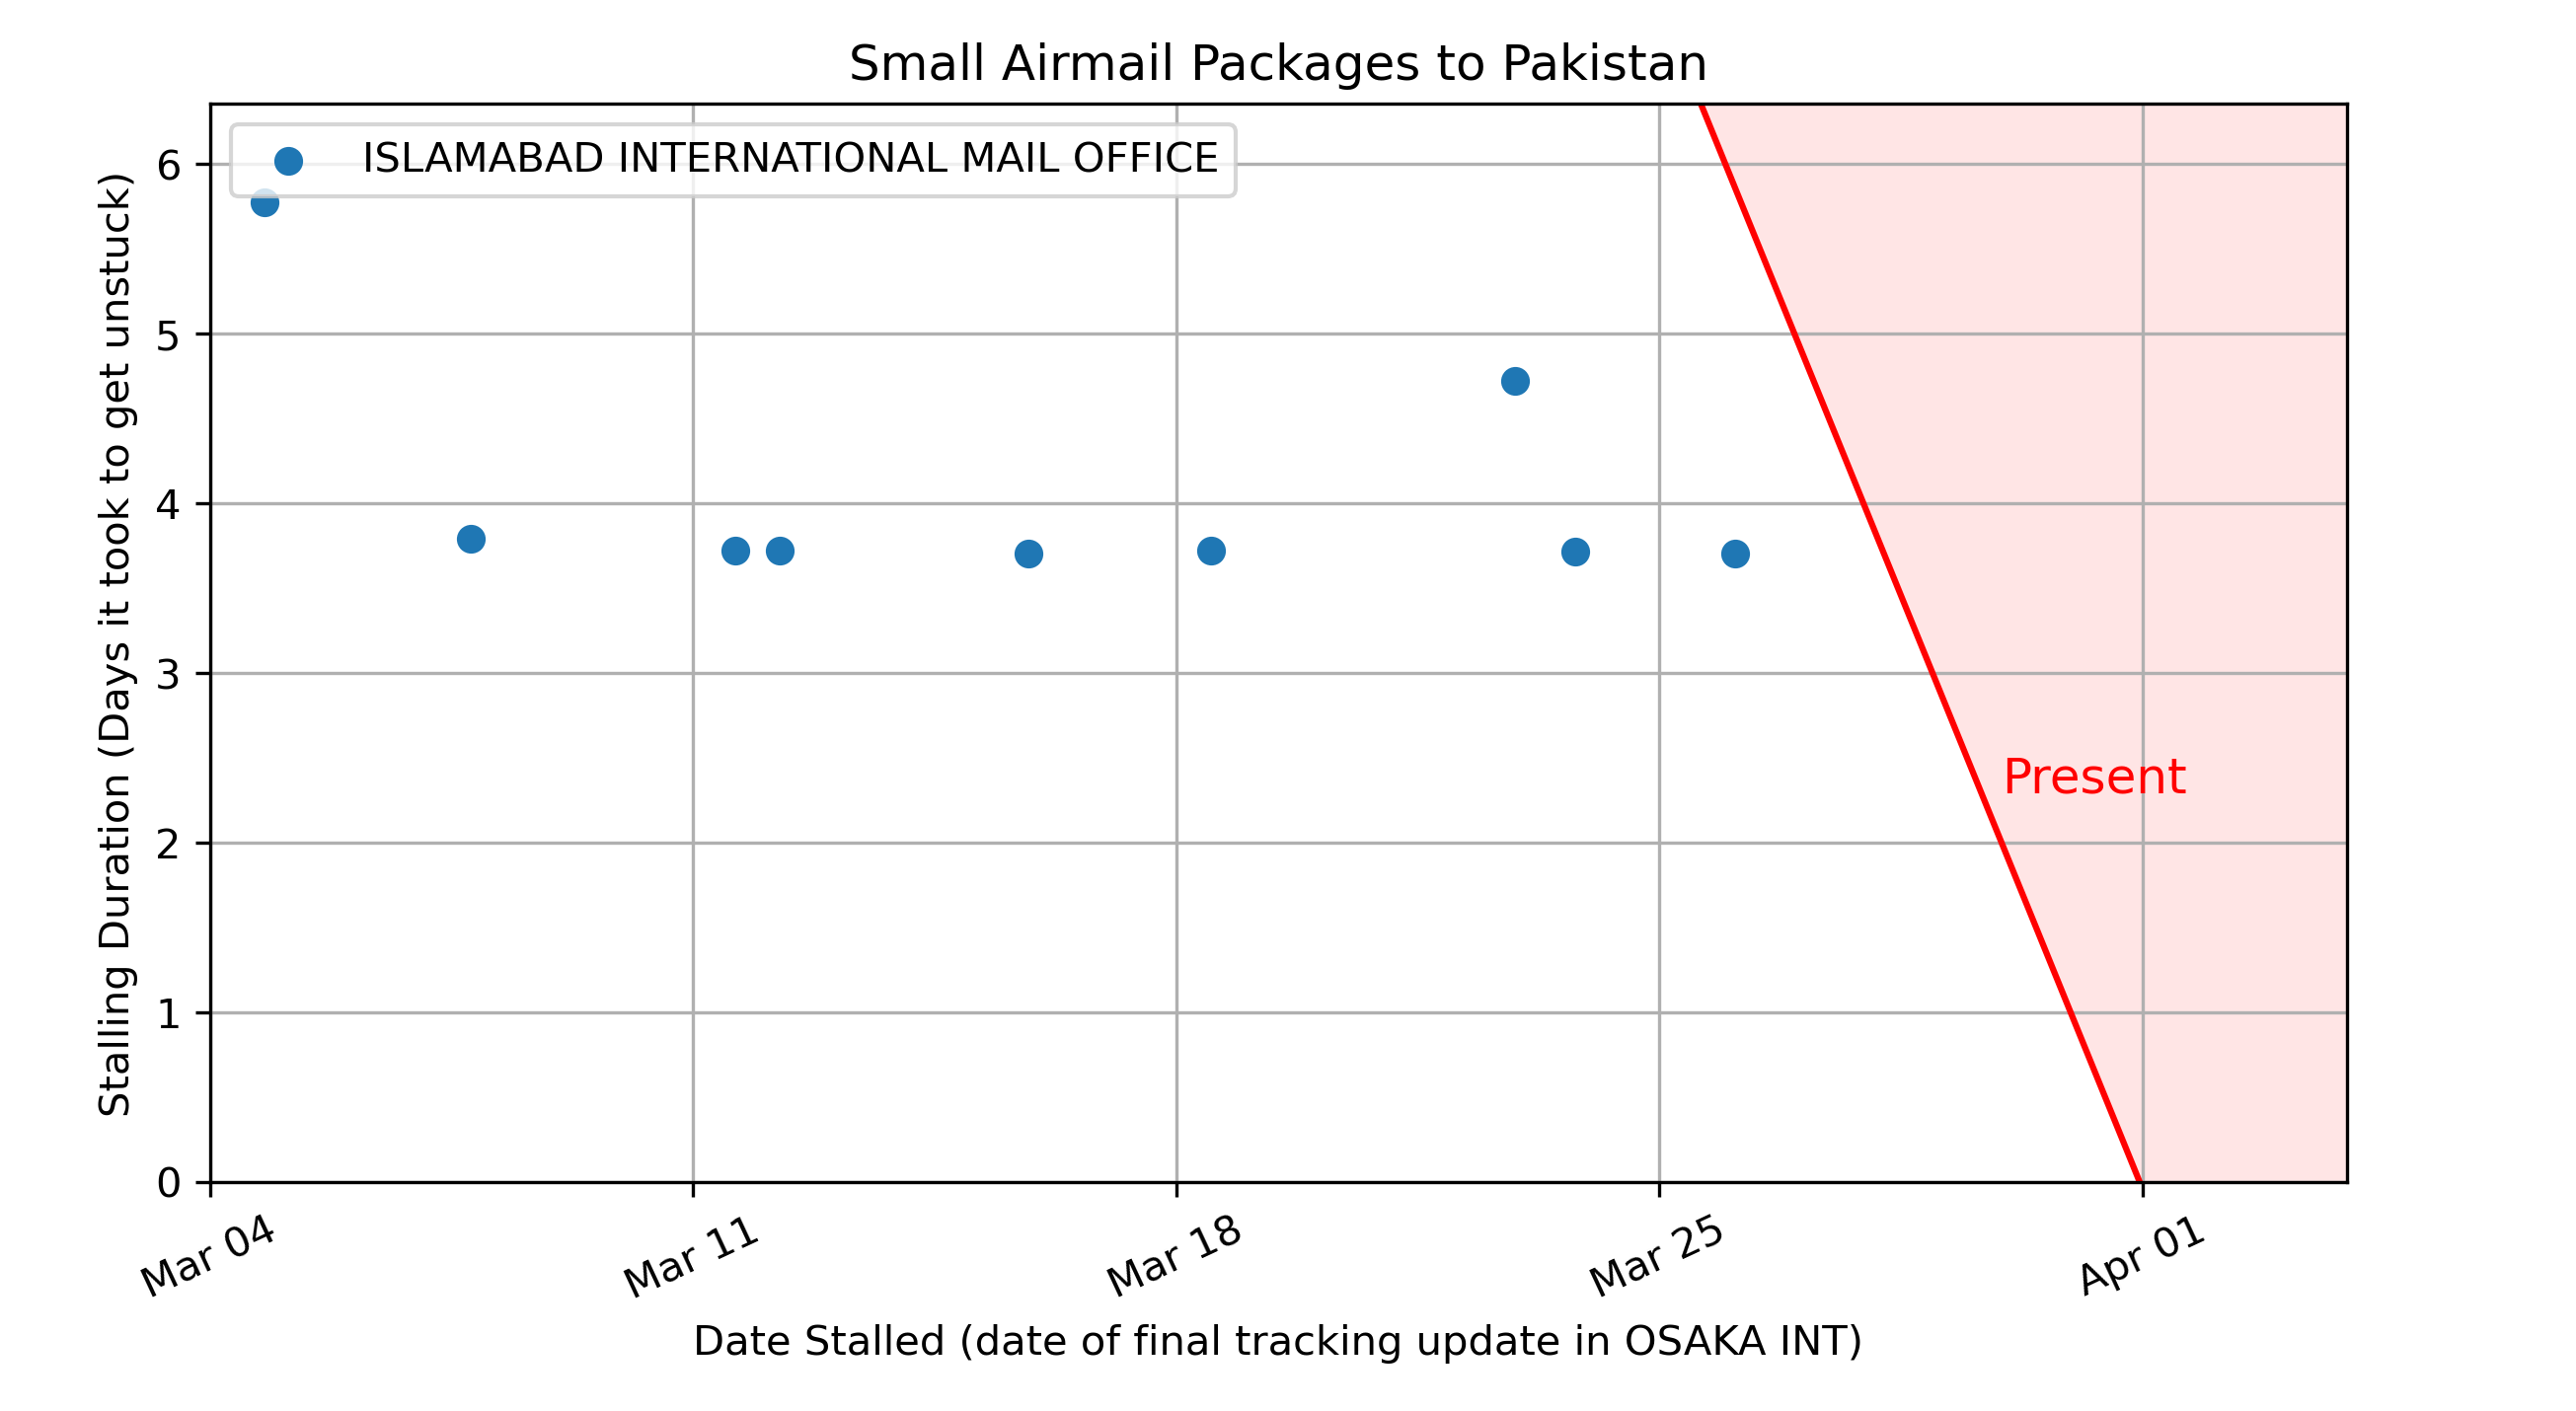 Small Airmail Packages to Pakistan
ISLAMABAD INTERNATIONAL MAIL OFFICE
Stalling Duration (Days it took to get unstuck)
6
5
4
3
2
1
0
Present
Mar 04
Mar 11
Mar 18
Mar 25
Apr 01
Date Stalled (date of final tracking update in OSAKA INT)